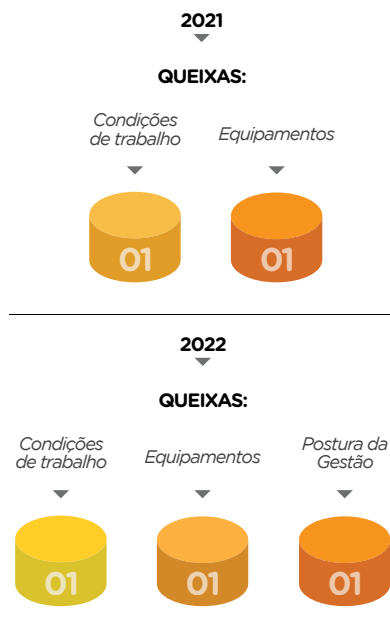 2021
QUEIXAS:
Condições
de trabalho
Equipamentos
01
01
2022
QUEIXAS:
Condições
de trabalho
Equipamentos
Postura da
Gestão
01
01
01